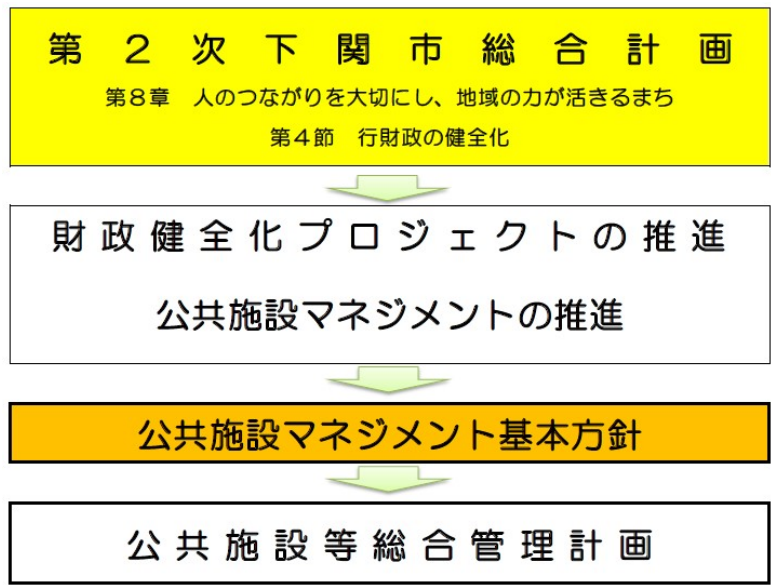 第２次下関市総合計画
第８章　人のつながりを大切にし、地域の力が活きるまち
第４節　行財政の健全化
財政健全化プロジェクトの推進
公共施設マネジメントの推進
公共施設マネジメント基本方針
公共施設等総合管理計画